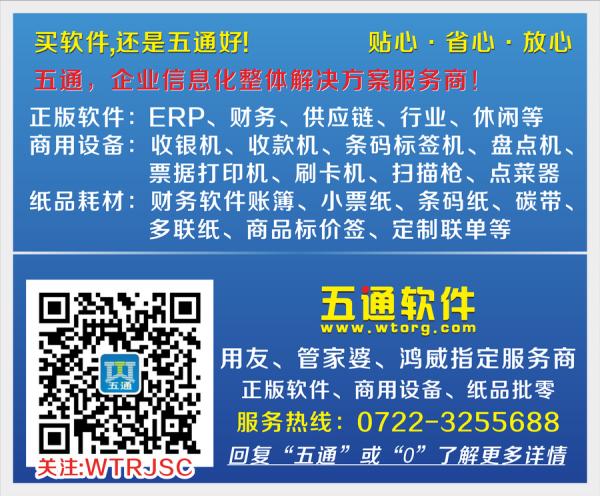 买软件,还是五通好! 贴心·省心·放心
五通，企业信息化整体解决方案服务商！
正版软件：ERP、财务、供应链、行业、休闲等
商用设备：收银机、收款机、条码标签机、盘点机、
票据打印机、刷卡机、扫描枪、点菜器
纸品耗材：财务软件账簿、小票纸、条码纸、碳带、
多联纸、商品标价签、定制联单等
五通软件
www.wtorg.com
用友、管家婆、鸿威指定服务商
正版软件、商用设备、纸品批零
服务热线：0722-3255688
回复“五通”或“0”了解更多详情
五通
关注:WTRJSC